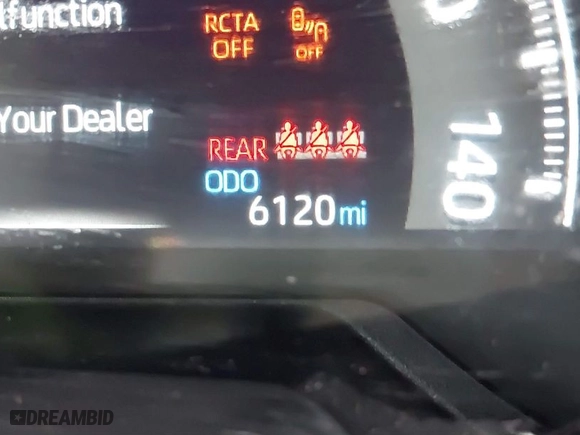 lfunction
RCTA
OFF
OFF
Your Dealer
REAR
ODO
6120 mi
140
DREAMBID